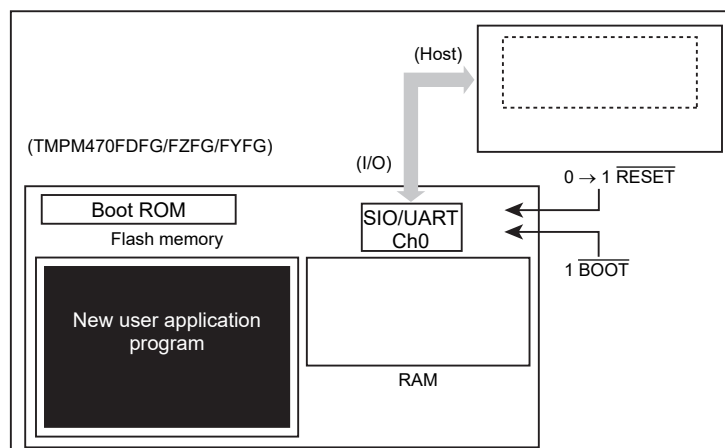 (Host)
(TMPM470FDFG/FZFG/FYFG)
(I/O)
0 → 1 RESET
Boot ROM
SIO/UART
Ch0
Flash memory
1 BOOT
New user application
program
RAM